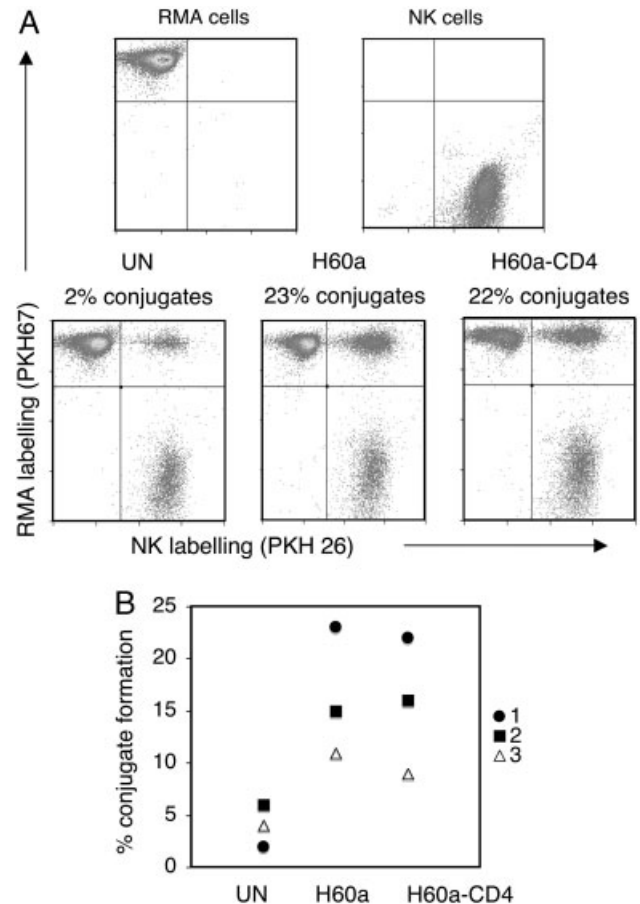 A
RMA cells
NK cells
UN
H60a
H60a-CD4
2% conjugates
23% conjugates
22% conjugates
RMA labelling (PKH67)
NK labelling (PKH 26)
B
25
20
15
10
5
0
% conjugate formation
1
2
3
UN
H60a
H60a-CD4